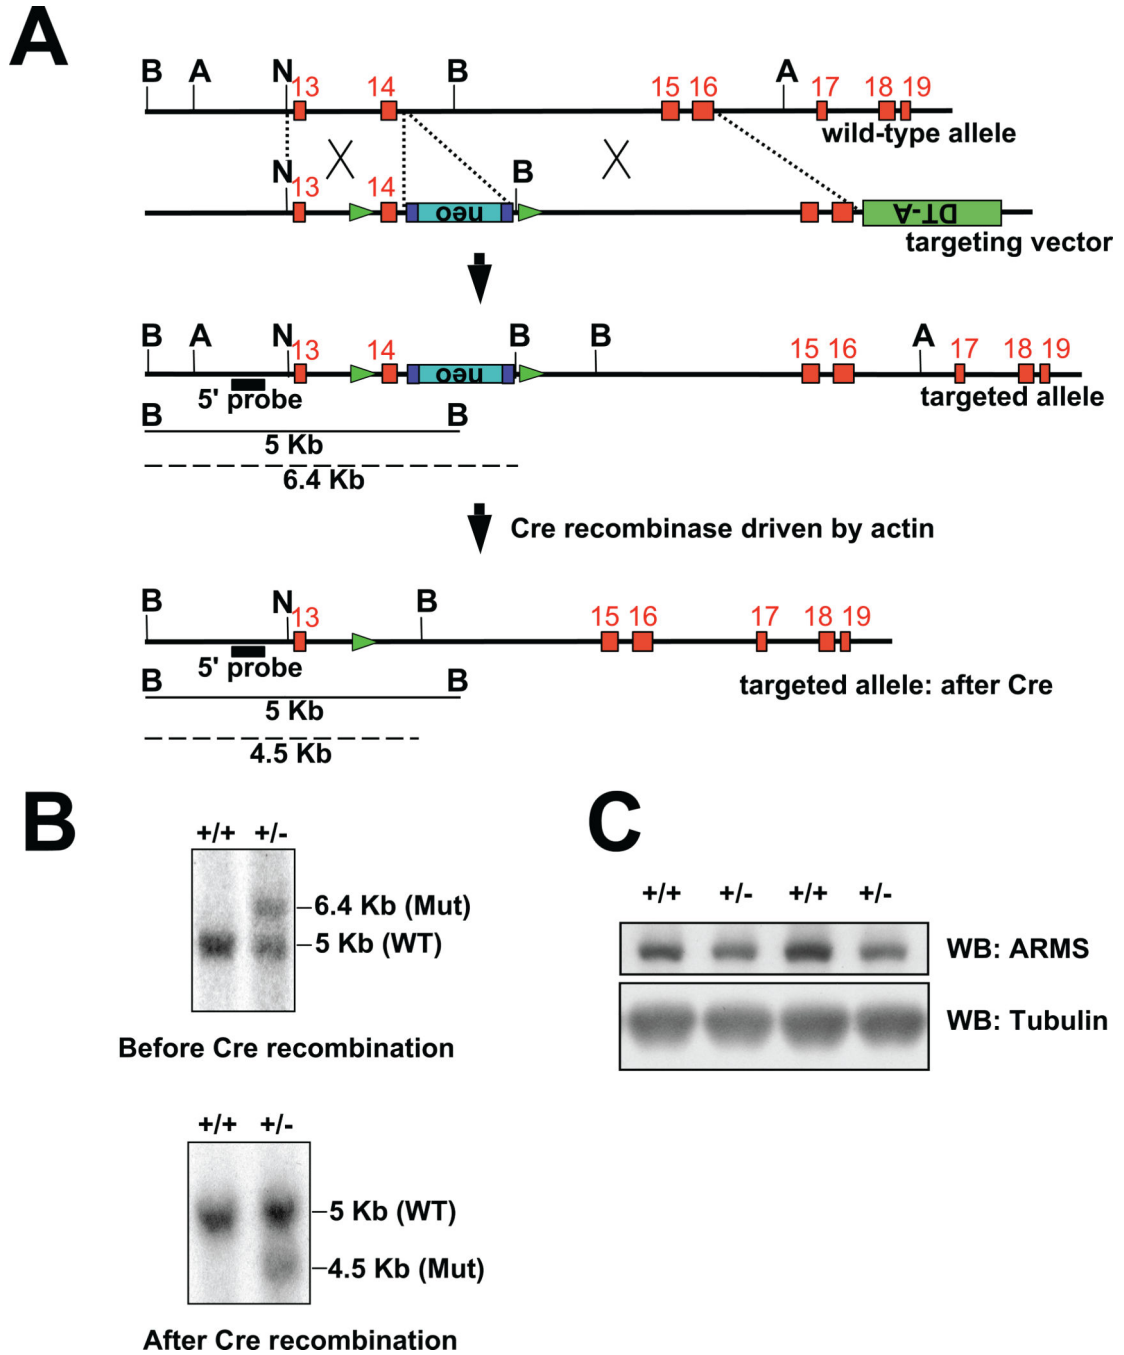 A
B A N B A
13 14 15 16 17 18 19
wild-type allele
N B
13 14
neo DT-A
targeting vector
B A N B B A
13 14 15 16 17 18 19
neo
5' probe
targeted allele
B B
5 Kb
6.4 Kb
Cre recombinase driven by actin
B N B
13 15 16 17 18 19
5' probe
B B
targeted allele: after Cre
5 Kb
4.5 Kb
B
+/+ +/-
6.4 Kb (Mut)
5 Kb (WT)
Before Cre recombination
+/+ +/-
5 Kb (WT)
4.5 Kb (Mut)
After Cre recombination
C
+/+ +/- +/+ +/-
WB: ARMS
WB: Tubulin